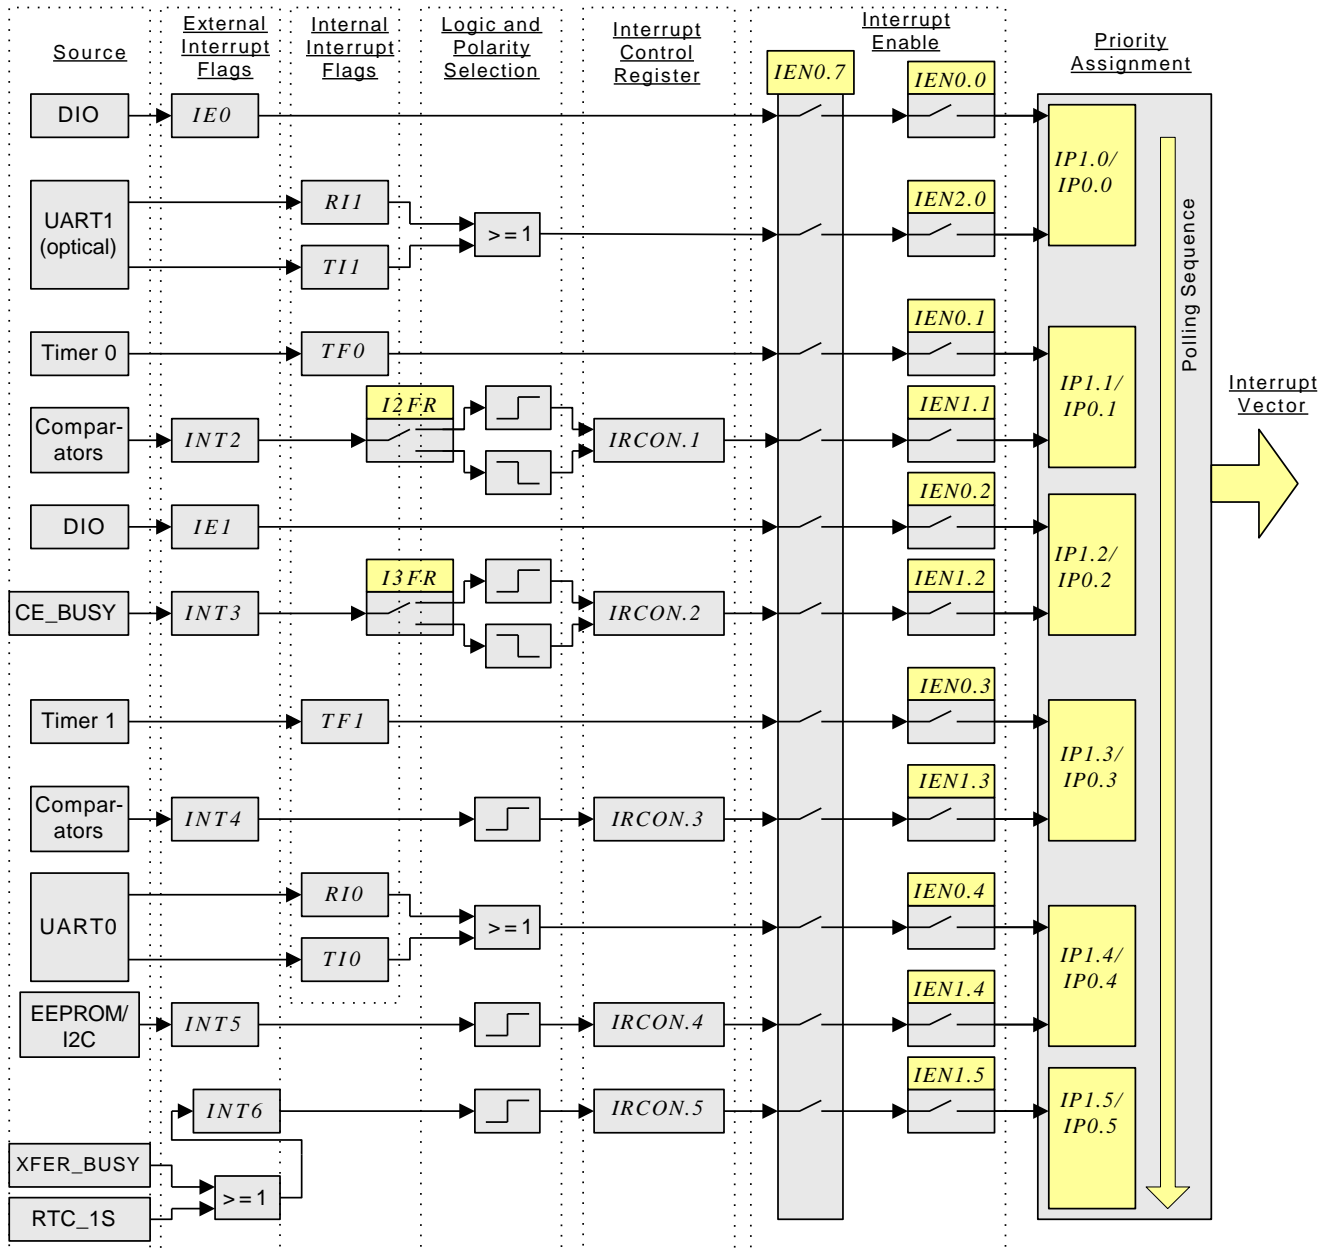 Source
External
Interrupt
Flags
Internal
Interrupt
Flags
Logic and
Polarity
Selection
Interrupt
Control
Register
Interrupt
Enable
Priority
Assignment
IEN0.7
DIO
IE0
IEN0.0
IP1.0/
IP0.0
UART1
(optical)
RI1
TI1
>=1
IEN2.0
Polling Sequence
Timer 0
TF0
IEN0.1
IP1.1/
IP0.1
Compar-
ators
INT2
I2FR
IRCON.1
IEN1.1
Interrupt
Vector
DIO
IE1
IEN0.2
IP1.2/
IP0.2
CE_BUSY
INT3
I3FR
IRCON.2
IEN1.2
Timer 1
TF1
IEN0.3
IP1.3/
IP0.3
Compar-
ators
INT4
IRCON.3
IEN1.3
UART0
RI0
TI0
>=1
IEN0.4
IP1.4/
IP0.4
EEPROM/
I2C
INT5
IRCON.4
IEN1.4
INT6
IRCON.5
IEN1.5
IP1.5/
IP0.5
XFER_BUSY
>=1
RTC_1S